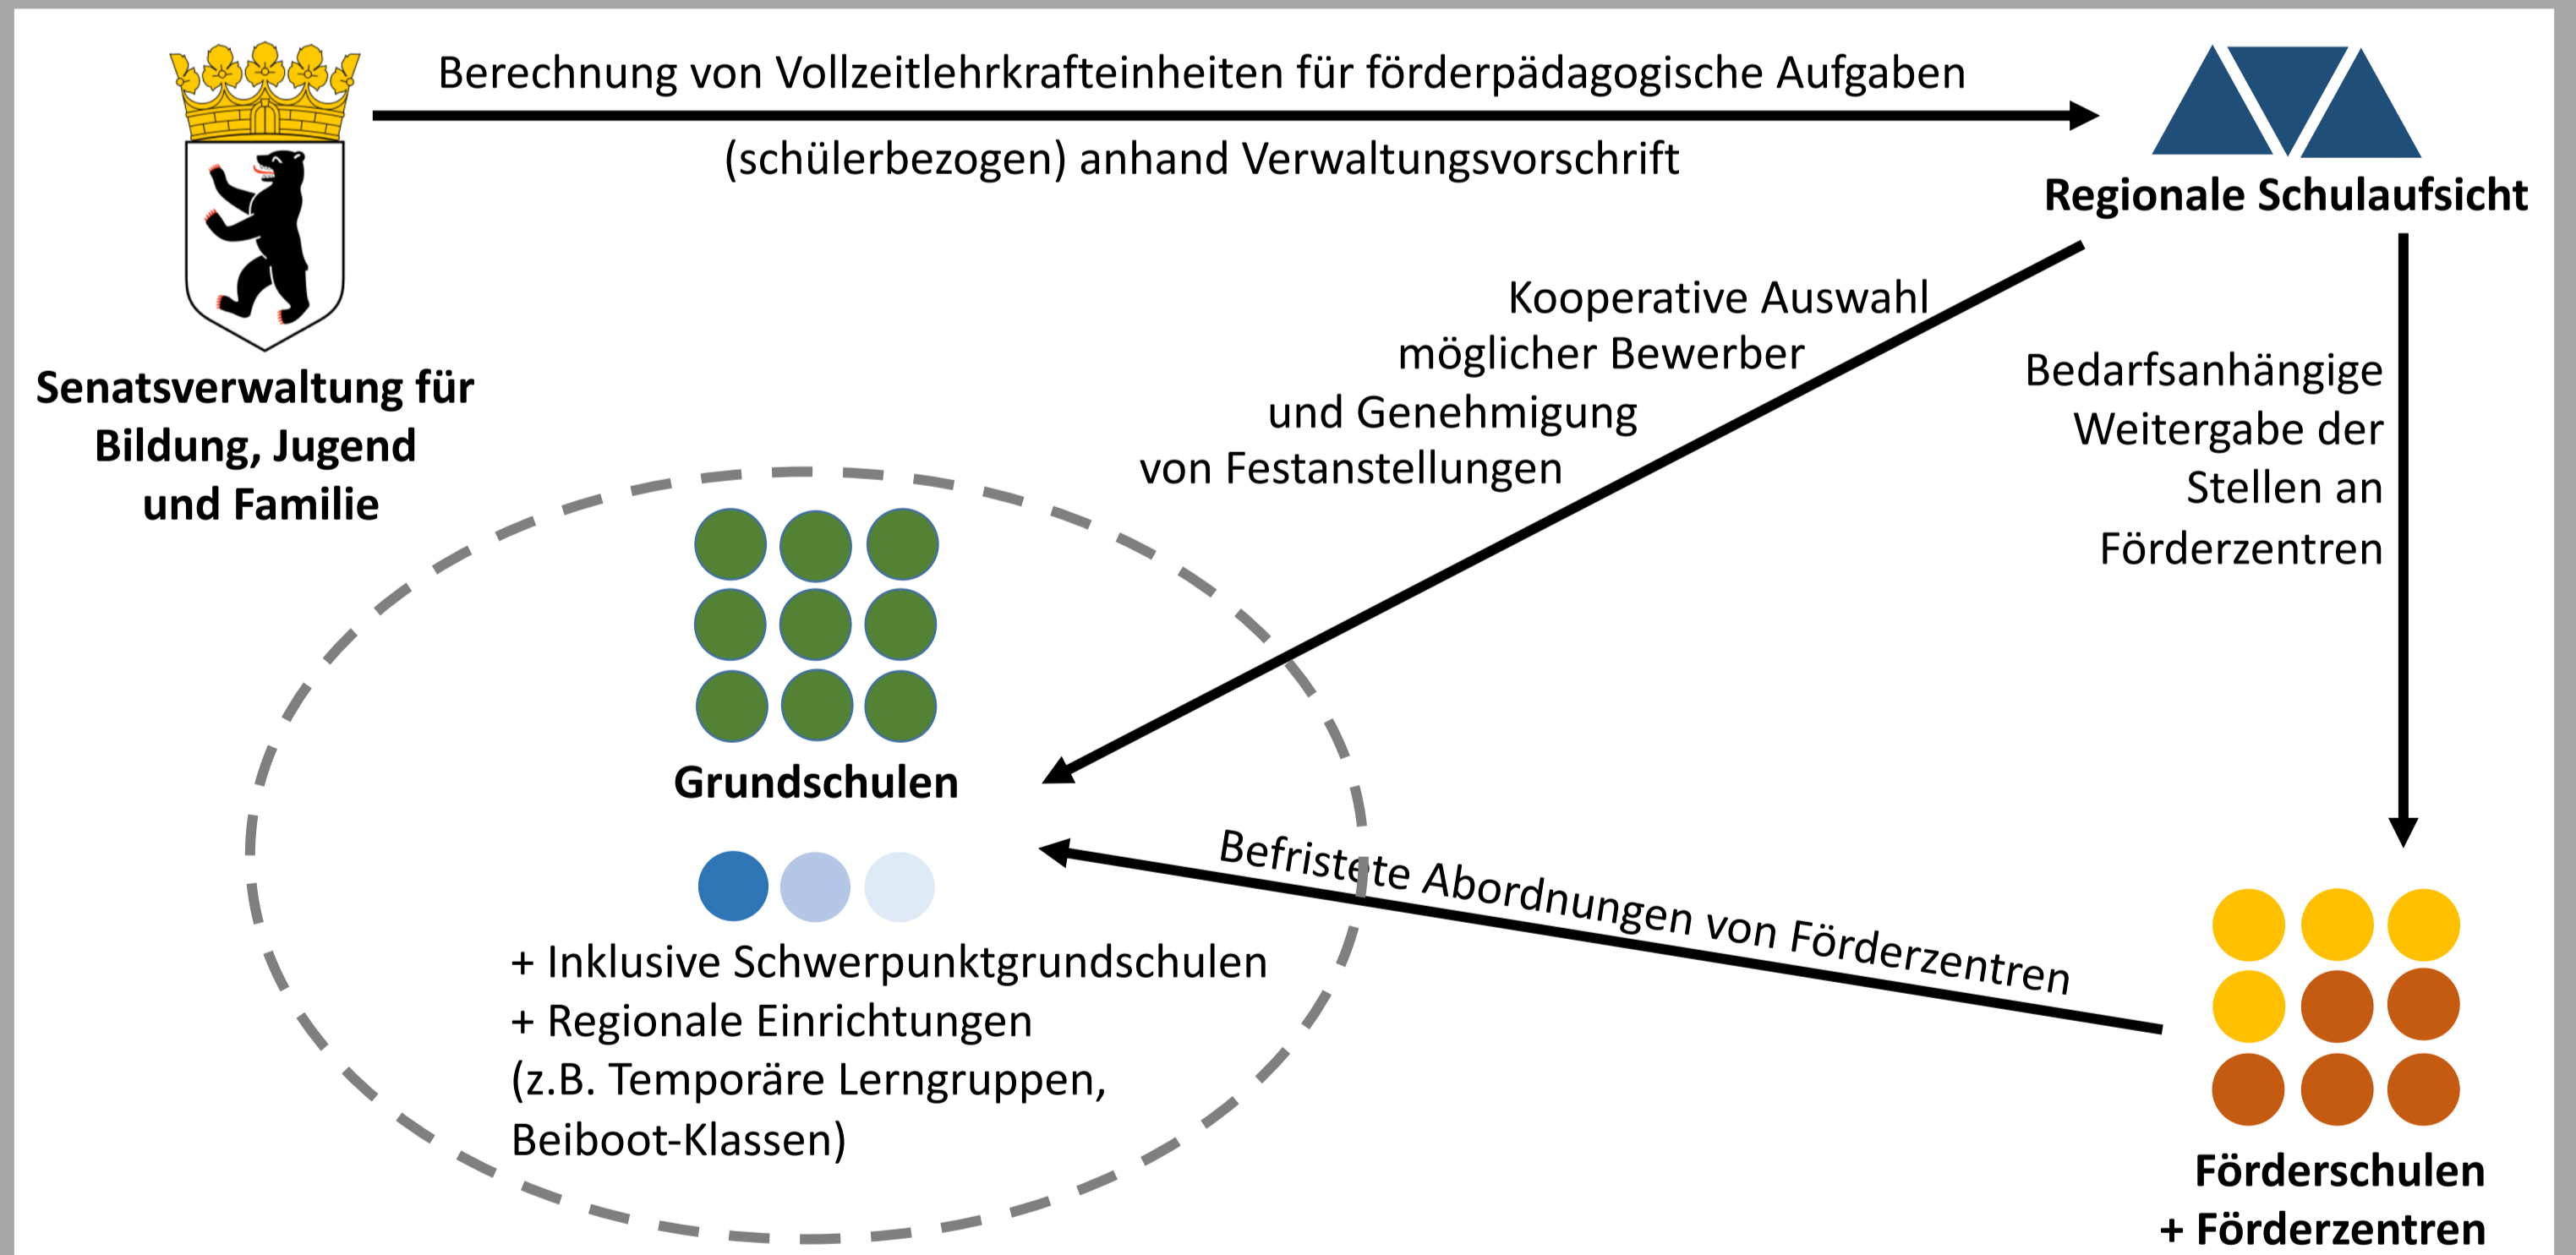 Berechnung von Vollzeitlehrkrafteinheiten für förderpädagogische Aufgaben
(schülerbezogen) anhand Verwaltungsvorschrift
Regionale Schulaufsicht
Senatsverwaltung für
Bildung, Jugend
und Familie
Kooperative Auswahl
möglicher Bewerber
und Genehmigung
von Festanstellungen
Bedarfsanhängige
Weitergabe der
Stellen an
Förderzentren
Grundschulen
+ Inklusive Schwerpunktgrundschulen
+ Regionale Einrichtungen
(z.B. Temporäre Lerngruppen,
Beiboot-Klassen)
Befristete Abordnungen von Förderzentren
Förderschulen
+ Förderzentren